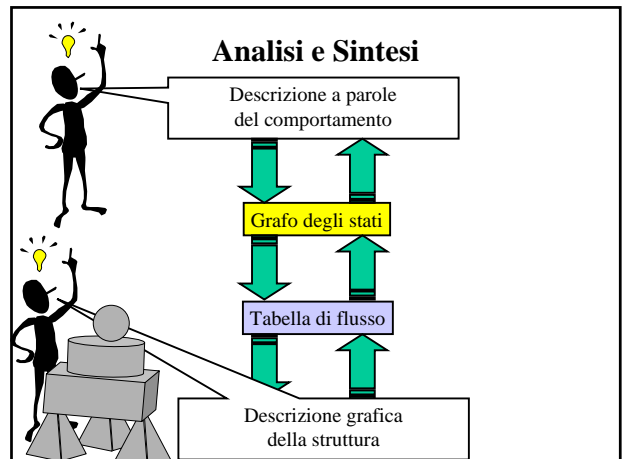 Analisi e Sintesi
Descrizione a parole
del comportamento
Grafo degli stati
Tabella di flusso
Descrizione grafica
della struttura